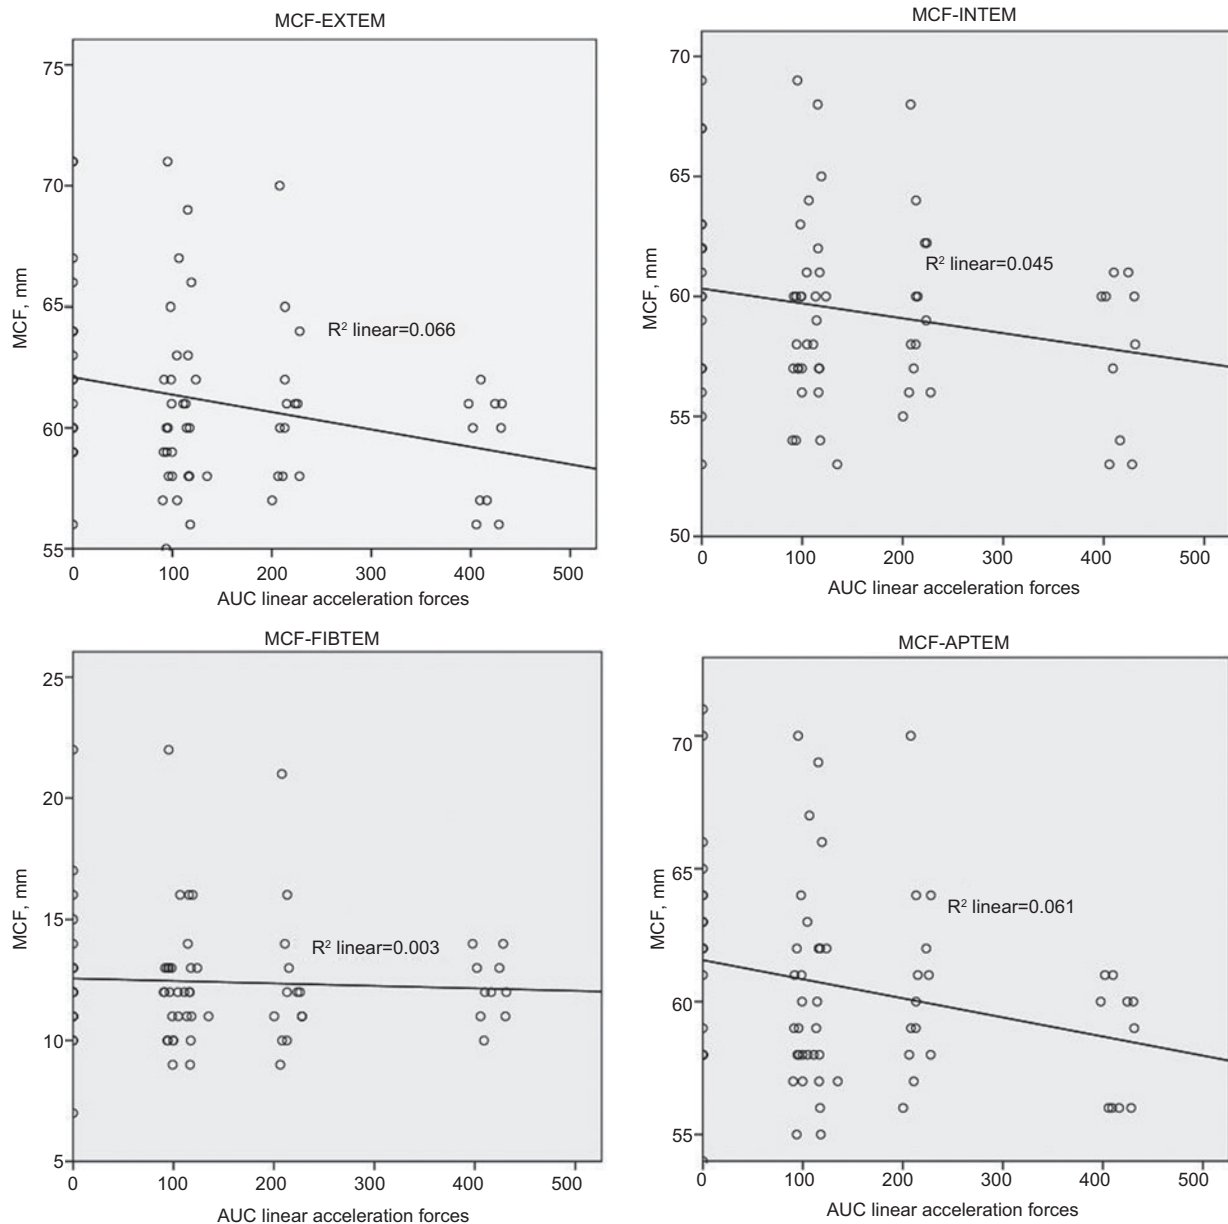 MCF-EXTEM
75
70
65
60
55
MCF, mm
R² linear=0.066
0 100 200 300 400 500
AUC linear acceleration forces
MCF-INTEM
70
65
60
55
50
MCF, mm
R² linear=0.045
0 100 200 300 400 500
AUC linear acceleration forces
MCF-FIBTEM
25
20
15
10
5
MCF, mm
R² linear=0.003
0 100 200 300 400 500
AUC linear acceleration forces
MCF-APTEM
70
65
60
55
MCF, mm
R² linear=0.061
0 100 200 300 400 500
AUC linear acceleration forces